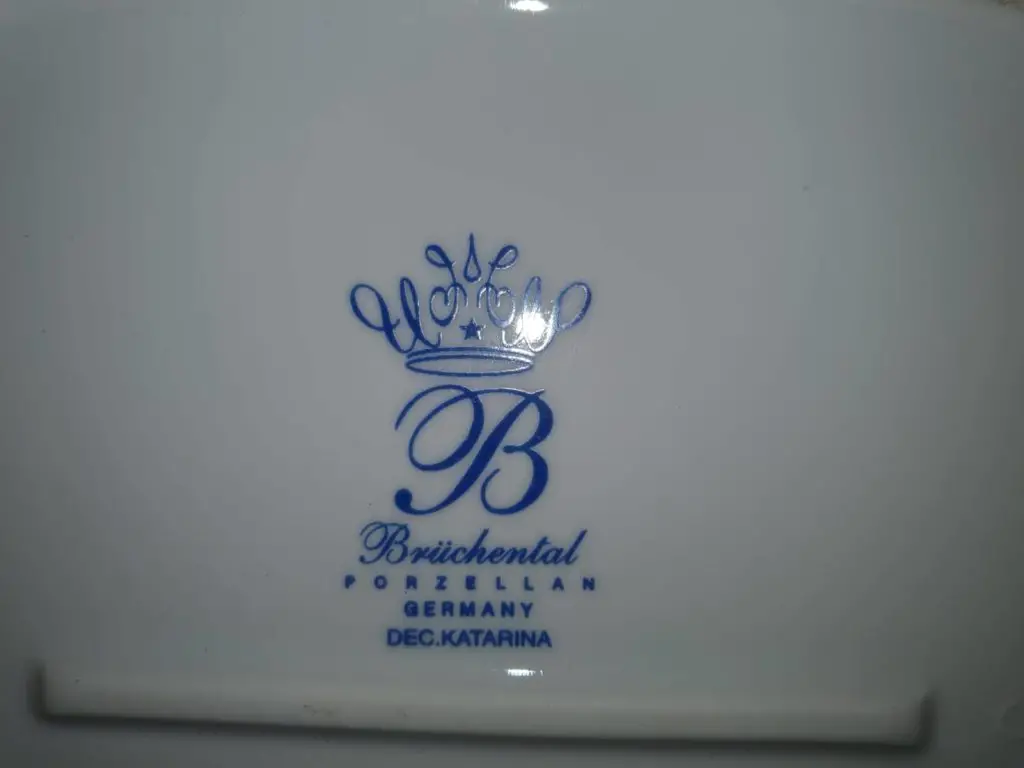 B
Brüchental
PORZELLAN
GERMANY
DEC.KATARINA